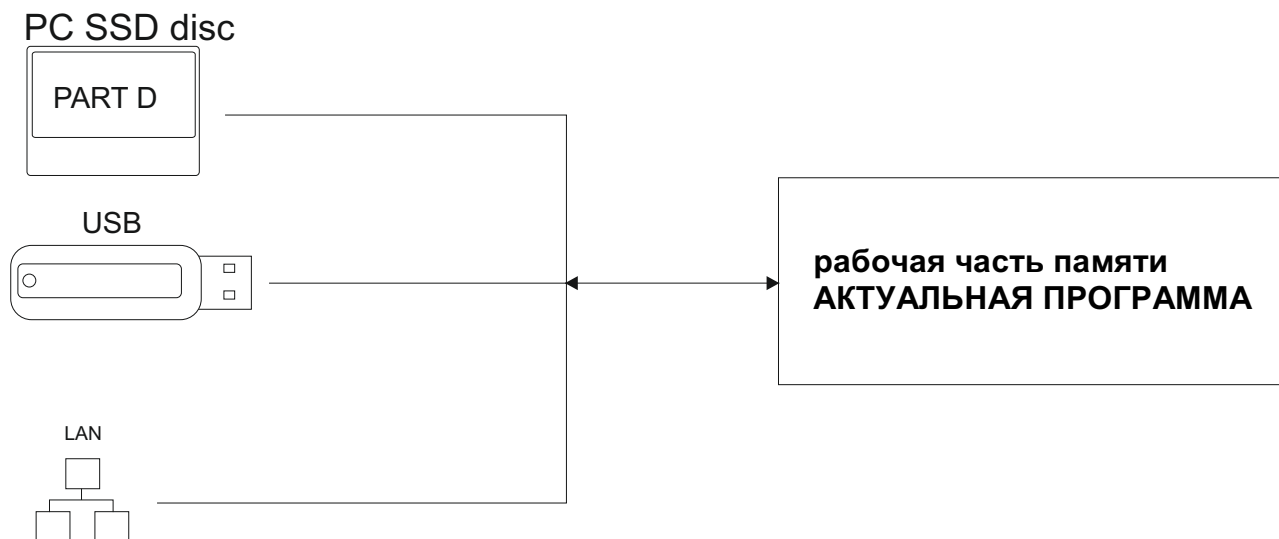 PC SSD disc
PART D
USB
рабочая часть памяти
АКТУАЛЬНАЯ ПРОГРАММА
LAN